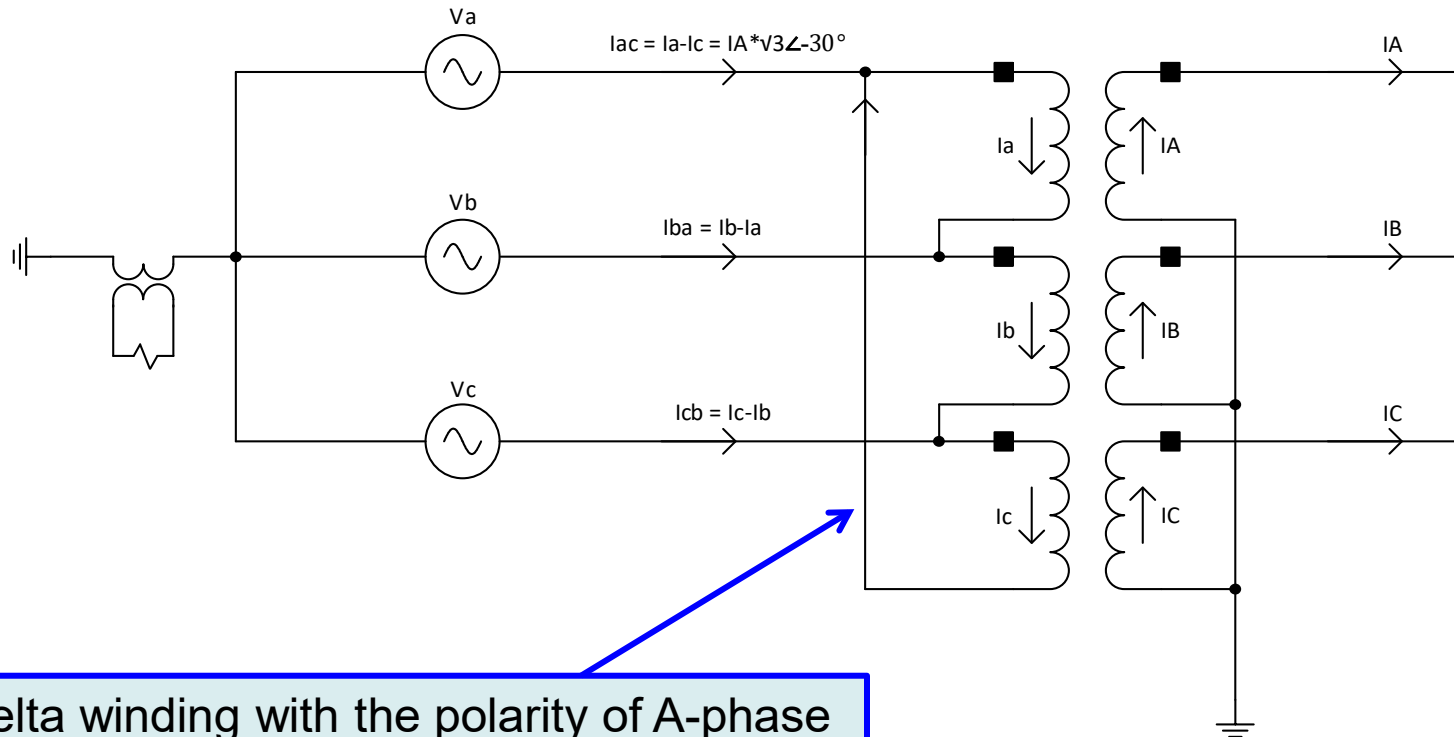 Va
Iac = Ia-Ic = IA*√3∠-30°
IA
Ia
IA
Vb
Iba = Ib-Ia
IB
Ib
IB
Vc
Icb = Ic-Ib
IC
Ic
IC
winding with the polarity of A-phase